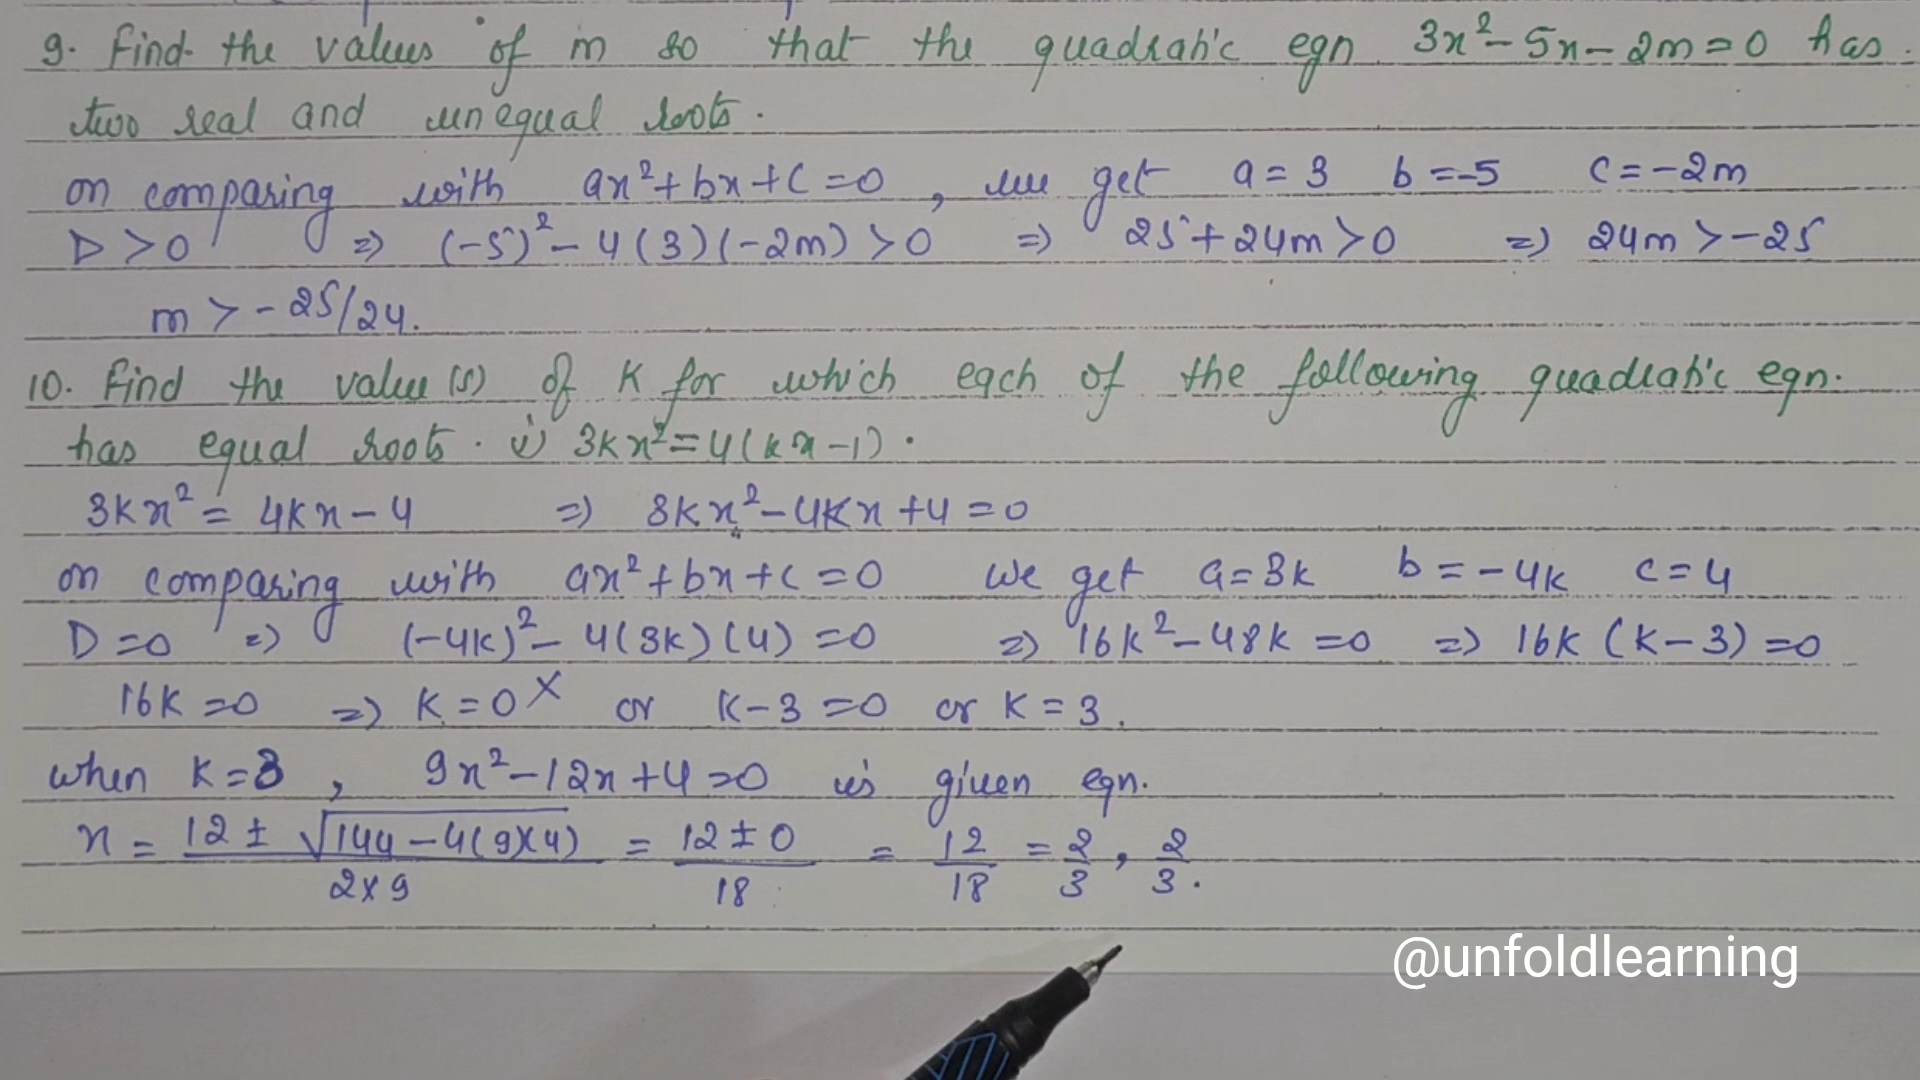 9. Find the values of m so that the quadratic eqn 3x²-5x-2m=0 has
two real and unequal roots.
on comparing with ax²+bx+c=0, we get a=3 b=-5 c=-2m
D>0 => (-5)²-4(3)(-2m)>0 => 25+24m>0 => 24m>-25
m>-25/24.
10. Find the value(s) of K for which each of the following quadratic eqn.
has equal roots. i) 3kx²=4(kx-1).
3kx²=4kx-4 => 3kx²-4kx+4=0
on comparing with ax²+bx+c=0 we get a=3k b=-4k c=4
D=0 => (-4k)²-4(3k)(4)=0 => 16k²-48k=0 => 16k(k-3)=0
16k=0 => k=0 X or k-3=0 or k=3.
when k=3, 9x²-12x+4=0 is given eqn.
x = 12±√144-4(9)(4) / 2x9 = 12±0 / 18 = 12/18 = 2/3, 2/3.
@unfoldlearning